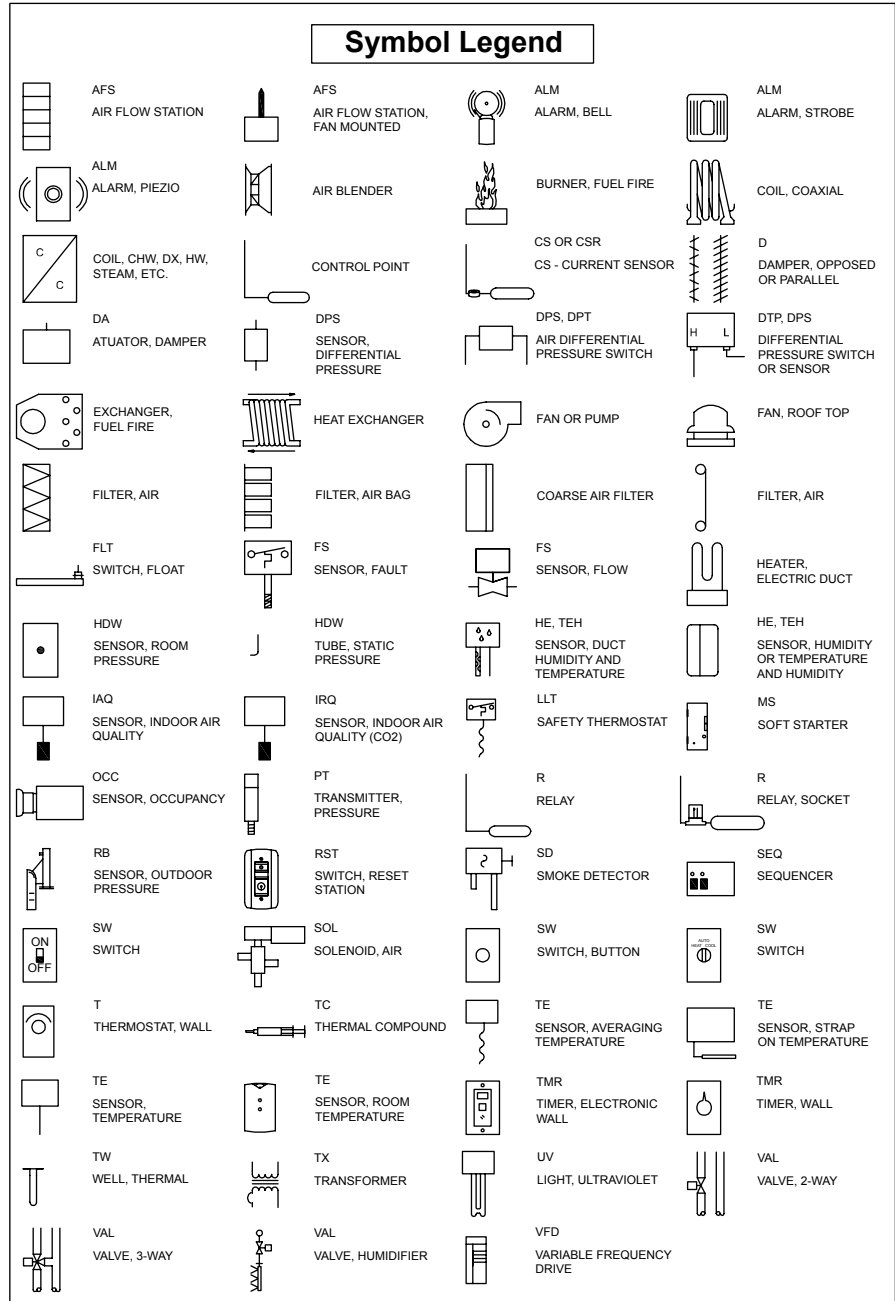 Symbol Legend
AFS
AIR FLOW STATION
AFS
AIR FLOW STATION,
FAN MOUNTED
ALM
ALARM, BELL
ALM
ALARM, STROBE
ALM
ALARM, PIEZIO
AIR BLENDER
BURNER, FUEL FIRE
COIL, COAXIAL
C
C
COIL, CHW, DX, HW,
STEAM, ETC.
CONTROL POINT
CS OR CSR
CS - CURRENT SENSOR
D
DAMPER, OPPOSED
OR PARALLEL
DA
ATUATOR, DAMPER
DPS
SENSOR,
DIFFERENTIAL
PRESSURE
DPS, DPT
AIR DIFFERENTIAL
PRESSURE SWITCH
H L
DTP, DPS
DIFFERENTIAL
PRESSURE SWITCH
OR SENSOR
EXCHANGER,
FUEL FIRE
HEAT EXCHANGER
FAN OR PUMP
FAN, ROOF TOP
FILTER, AIR
FILTER, AIR BAG
COARSE AIR FILTER
FILTER, AIR
FLT
SWITCH, FLOAT
FS
SENSOR, FAULT
FS
SENSOR, FLOW
HEATER,
ELECTRIC DUCT
HDW
SENSOR, ROOM
PRESSURE
HDW
TUBE, STATIC
PRESSURE
HE, TEH
SENSOR, DUCT
HUMIDITY AND
TEMPERATURE
HE, TEH
SENSOR, HUMIDITY
OR TEMPERATURE
AND HUMIDITY
IAQ
SENSOR, INDOOR AIR
QUALITY
IRQ
SENSOR, INDOOR AIR
QUALITY (CO2)
LLT
SAFETY THERMOSTAT
MS
SOFT STARTER
OCC
SENSOR, OCCUPANCY
PT
TRANSMITTER,
PRESSURE
R
RELAY
R
RELAY, SOCKET
RB
SENSOR, OUTDOOR
PRESSURE
RST
SWITCH, RESET
STATION
SD
SMOKE DETECTOR
SEQ
SEQUENCER
ON
OFF
SW
SWITCH
SOL
SOLENOID, AIR
SW
SWITCH, BUTTON
AUTO
HEAT COOL
SW
SWITCH
T
THERMOSTAT, WALL
TC
THERMAL COMPOUND
TE
SENSOR, AVERAGING
TEMPERATURE
TE
SENSOR, STRAP
ON TEMPERATURE
TE
SENSOR,
TEMPERATURE
TE
SENSOR, ROOM
TEMPERATURE
TMR
TIMER, ELECTRONIC
WALL
TMR
TIMER, WALL
TW
WELL, THERMAL
TX
TRANSFORMER
UV
LIGHT, ULTRAVIOLET
VAL
VALVE, 2-WAY
VAL
VALVE, 3-WAY
VAL
VALVE, HUMIDIFIER
VFD
VARIABLE FREQUENCY
DRIVE